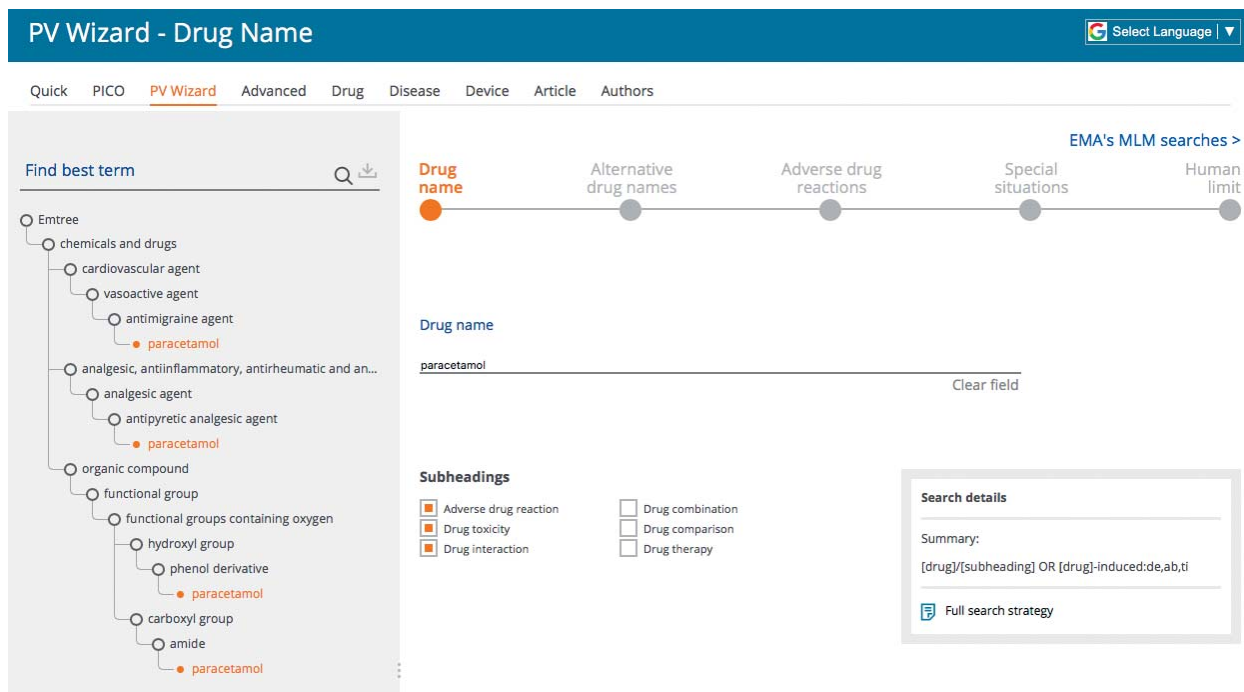 PV Wizard - Drug Name
Select Language | ▼
Quick PICO PV Wizard Advanced Drug Disease Device Article Authors
EMA's MLM searches >
Find best term
Emtree
chemicals and drugs
cardiovascular agent
vasoactive agent
antimigraine agent
paracetamol
analgesic, antiinflammatory, antirheumatic and an...
analgesic agent
antipyretic analgesic agent
paracetamol
organic compound
functional group
functional groups containing oxygen
hydroxyl group
phenol derivative
paracetamol
carboxyl group
amide
paracetamol
Drug
name
Alternative
drug names
Adverse drug
reactions
Special
situations
Human
limit
Drug name
paracetamol
Clear field
Subheadings
Adverse drug reaction
Drug toxicity
Drug interaction
Drug combination
Drug comparison
Drug therapy
Search details
Summary:
[drug]/[subheading] OR [drug]-induced:de,ab,ti
Full search strategy